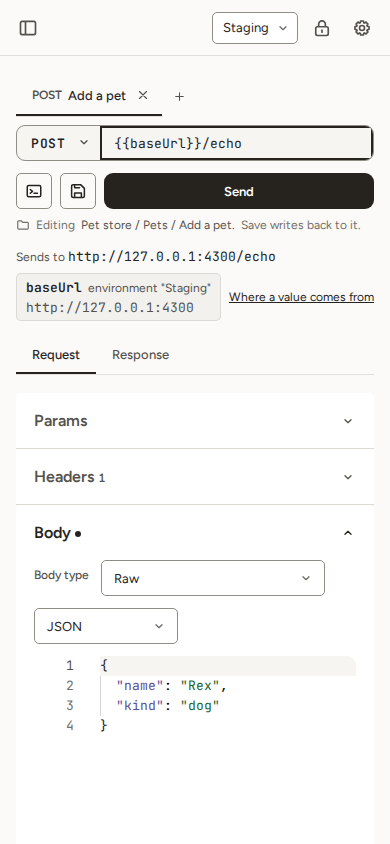 Staging
POST Add a pet
POST {{baseUrl}}/echo
Send
Editing Pet store / Pets / Add a pet. Save writes back to it.
Sends to http://127.0.0.1:4300/echo
baseUrl environment "Staging"
http://127.0.0.1:4300
Where a value comes from
Request Response
Params
Headers 1
Body
Body type Raw
JSON
1 {
2 "name": "Rex",
3 "kind": "dog"
4 }